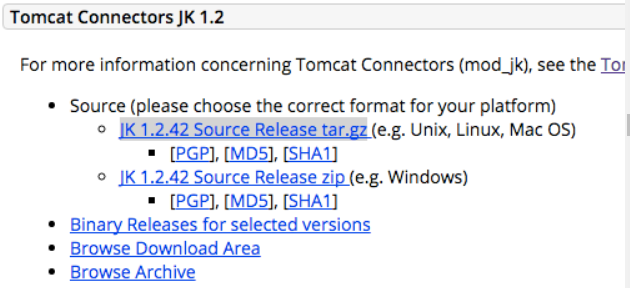 Tomcat Connectors JK 1.2
For more information concerning Tomcat Connectors (mod_jk), see the
Source (please choose the correct format for your platform)
JK 1.2.42 Source Release tar.gz (e.g. Unix, Linux, Mac OS)
[PGP], [MD5], [SHA1]
JK 1.2.42 Source Release zip (e.g. Windows)
[PGP], [MD5], [SHA1]
Binary Releases for selected versions
Browse Download Area
Browse Archive